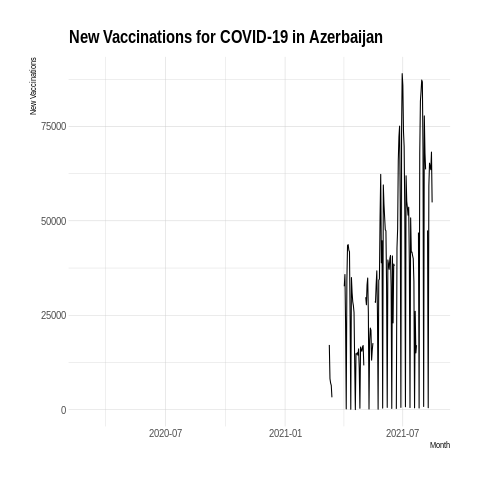 New Vaccinations for COVID-19 in Azerbaijan
New Vaccinations
75000
50000
25000
0
2020-07
2021-01
2021-07
Month